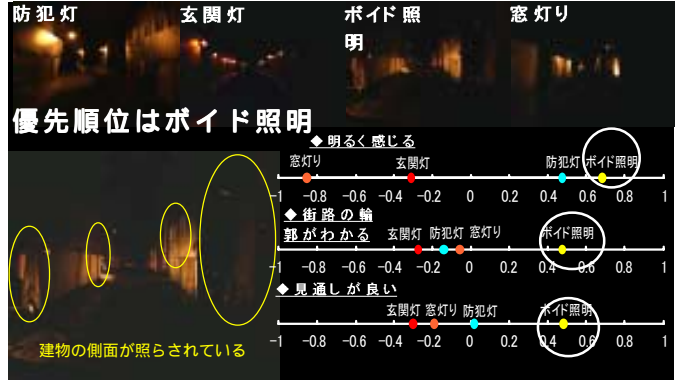 防犯灯
玄関灯
ボイド照
明
窓灯り
優先順位はボイド照明
◆明るく感じる
窓灯り 玄関灯 防犯灯 ボイド照明
-1 -0.8 -0.6 -0.4 -0.2 0 0.2 0.4 0.6 0.8 1
◆街路の輪
郭がわかる
玄関灯 防犯灯 窓灯り ボイド照明
-1 -0.8 -0.6 -0.4 -0.2 0 0.2 0.4 0.6 0.8 1
◆見通しが良い
玄関灯 窓灯り 防犯灯 ボイド照明
-1 -0.8 -0.6 -0.4 -0.2 0 0.2 0.4 0.6 0.8 1
建物の側面が照らされている